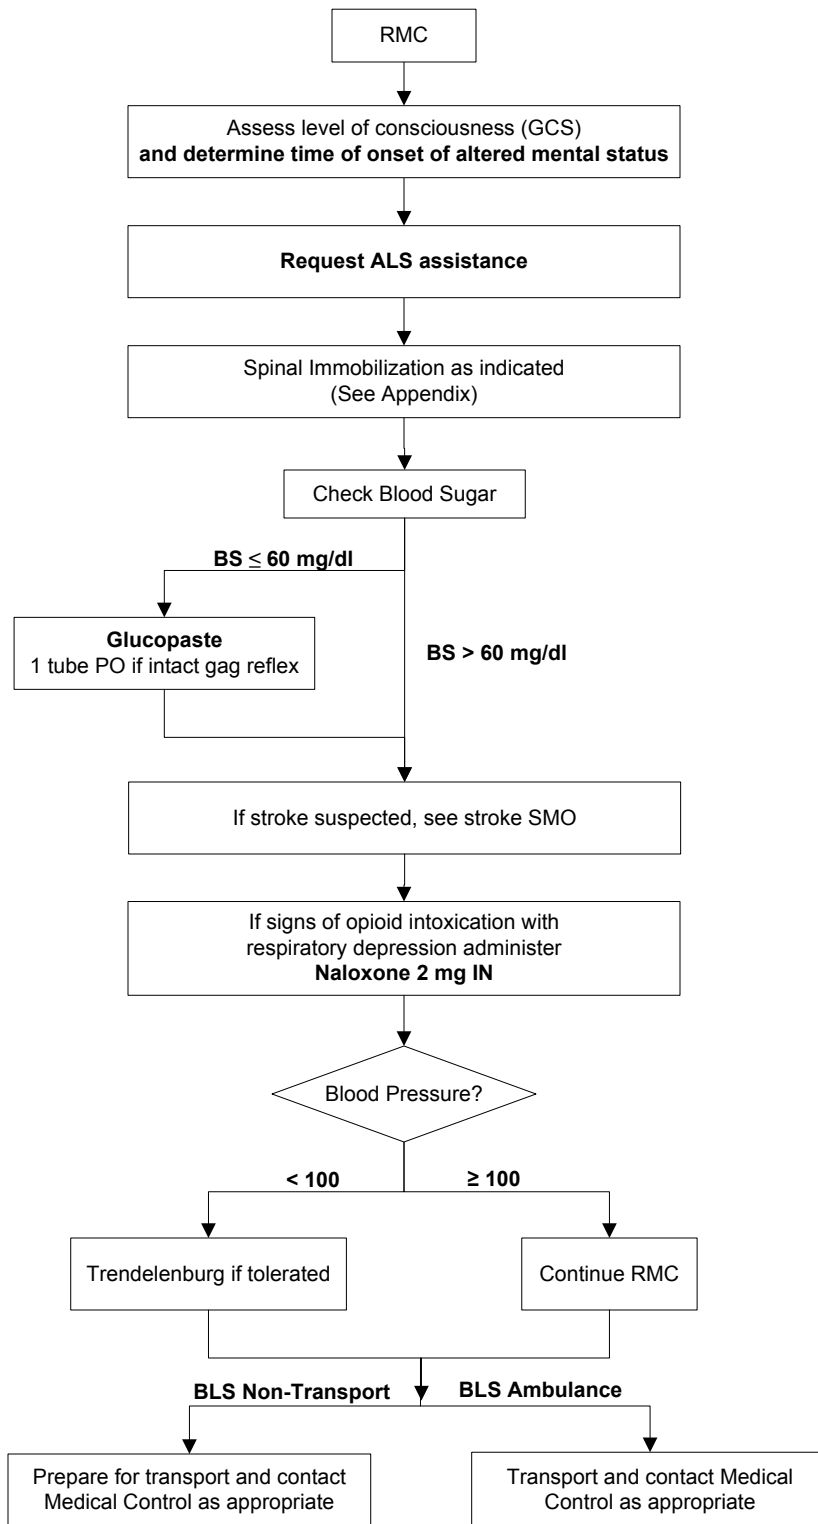 RMC
Assess level of consciousness (GCS)
and determine time of onset of altered mental status
Request ALS assistance
Spinal Immobilization as indicated
(See Appendix)
Check Blood Sugar
BS ≤ 60 mg/dl
Glucopaste
1 tube PO if intact gag reflex
BS > 60 mg/dl
If stroke suspected, see stroke SMO
If signs of opioid intoxication with
respiratory depression administer
Naloxone 2 mg IN
Blood Pressure?
< 100
≥ 100
Trendelenburg if tolerated
Continue RMC
BLS Non-Transport
BLS Ambulance
Prepare for transport and contact
Medical Control as appropriate
Transport and contact Medical
Control as appropriate